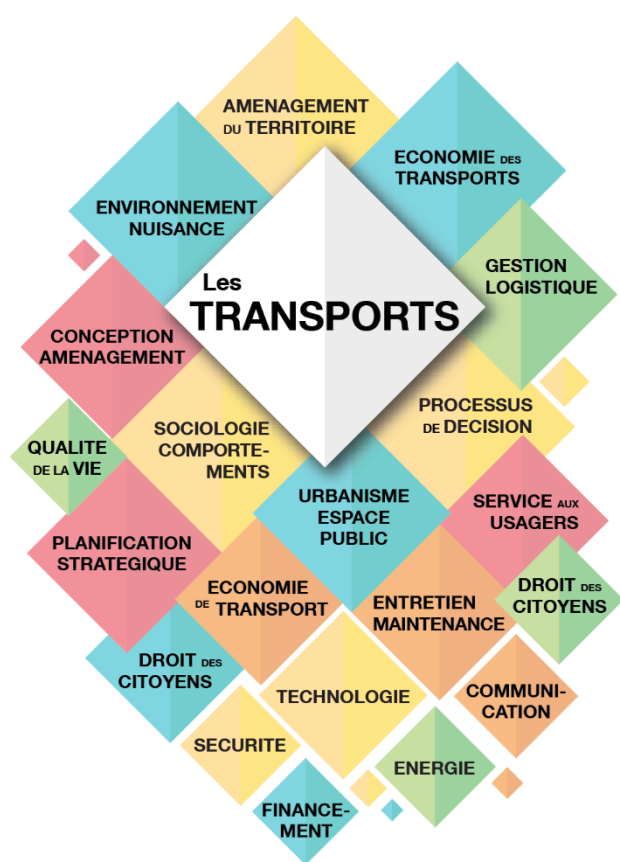 AMENAGEMENT
DU TERRITOIRE
ECONOMIE DES
TRANSPORTS
ENVIRONNEMENT
NUISANCE
GESTION
LOGISTIQUE
Les
TRANSPORTS
CONCEPTION
AMENAGEMENT
PROCESSUS
DE DECISION
SOCIOLOGIE
COMPORTE-
MENTS
QUALITE
DE LA VIE
URBANISME
ESPACE
PUBLIC
SERVICE AUX
USAGERS
PLANIFICATION
STRATEGIQUE
ECONOMIE
DE TRANSPORT
ENTRETIEN
MAINTENANCE
DROIT DES
CITOYENS
DROIT DES
CITOYENS
TECHNOLOGIE
COMMUNI-
CATION
SECURITE
ENERGIE
FINANCE-
MENT